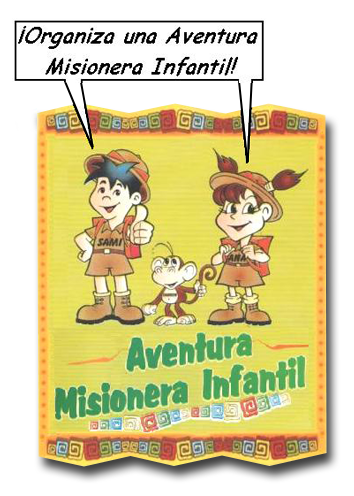 ¡Organiza una Aventura
Misionera Infantil!
SAMI
Aventura
Misionera Infantil